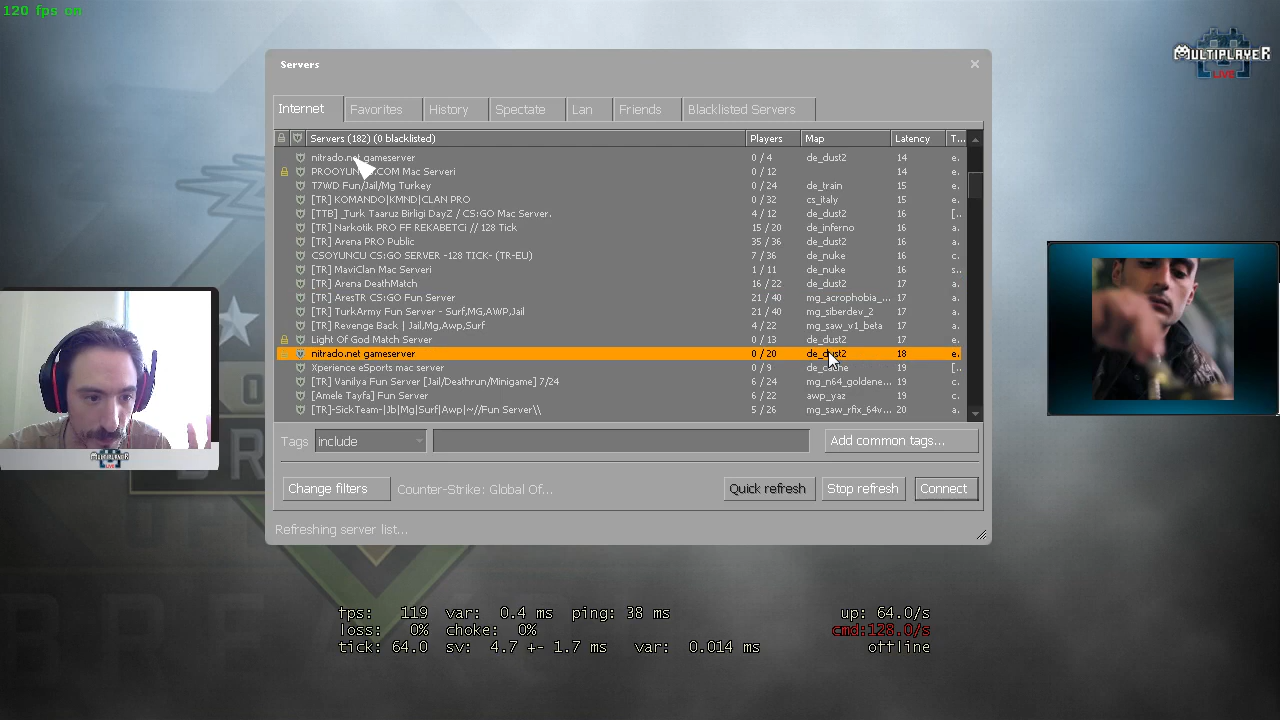 120 fps on
MULTIPLAYER
LIVE
Servers
Internet Favorites History Spectate Lan Friends Blacklisted Servers
Servers (182) (0 blacklisted) Players Map Latency T...
nitrado.net gameserver 0 / 4 de_dust2 14 e.
COM Mac Serveri 0 / 12 14 e.
T7WD Fun/Jail/Mg Turkey 0 / 24 de_train 15 e.
[TR] KOMANDO|KMND|CLAN PRO 0 / 32 cs_italy 15 e.
[TTB] _Turk Taaruz Birligi DayZ / CS:GO Mac Server. 4 / 12 de_dust2 16 [..
[TR] Narkotik PRO FF REKABETCi // 128 Tick 15 / 20 de_inferno 16 a.
[TR] Arena PRO Public 35 / 36 de_dust2 16 a.
CSOYUNCU CS:GO SERVER -128 TICK- (TR-EU) 7 / 36 de_nuke 16 c.
[TR] MaviClan Mac Serveri 1 / 11 de_nuke 16 s..
[TR] Arena DeathMatch 16 / 22 de_dust2 16 a.
[TR] AresTR CS:GO Fun Server 21 / 40 mg_acrophobia_... 17 a.
[TR] TurkArmy Fun Server - Surf,MG,AWP,Jail 21 / 40 mg_siberdev_2 17 a.
[TR] Revenge Back | Jail,Mg,Awp,Surf 4 / 22 mg_saw_v1_beta 17 a.
Light Of God Match Server 0 / 13 de_dust2 17 e.
nitrado.net gameserver 0 / 20 de_dust2 18 e.
Xperience eSports mac server 0 / 9 de_cache 19 [..
[TR] Vanilya Fun Server [Jail/Deathrun/Minigame] 7/24 6 / 24 mg_n64_goldene... 19 c.
[Amele Tayfa] Fun Server 6 / 22 awp_yaz 19 c.
[TR]-SickTeam-|Jb|Mg|Surf|Awp|~//Fun Server\\ 5 / 26 mg_saw_rfix_64v... 20 a.
Tags include Add common tags...
Change filters Counter-Strike: Global Of... Quick refresh Stop refresh Connect
Refreshing server list...
fps: 119 var: 0.4 ms ping: 38 ms up: 64.0/s
loss: 0% choke: 0% cmd:128.0/s
tick: 64.0 sv: 4.7 +- 1.7 ms var: 0.014 ms offline
MULTIPLAYER